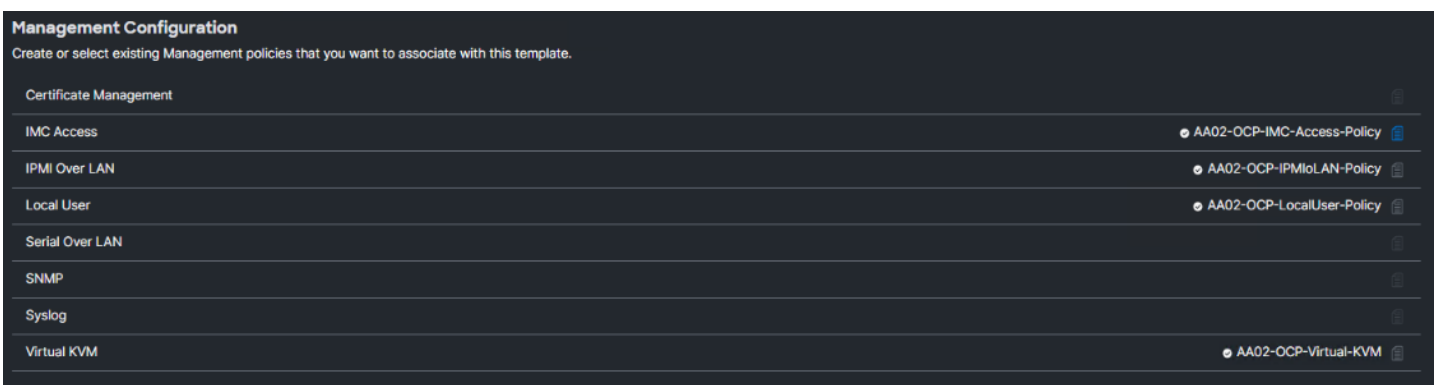 Management Configuration
Create or select existing Management policies that you want to associate with this template.
Certificate Management
IMC Access AA02-OCP-IMC-Access-Policy
IPMI Over LAN AA02-OCP-IPMIoLAN-Policy
Local User AA02-OCP-LocalUser-Policy
Serial Over LAN
SNMP
Syslog
Virtual KVM AA02-OCP-Virtual-KVM